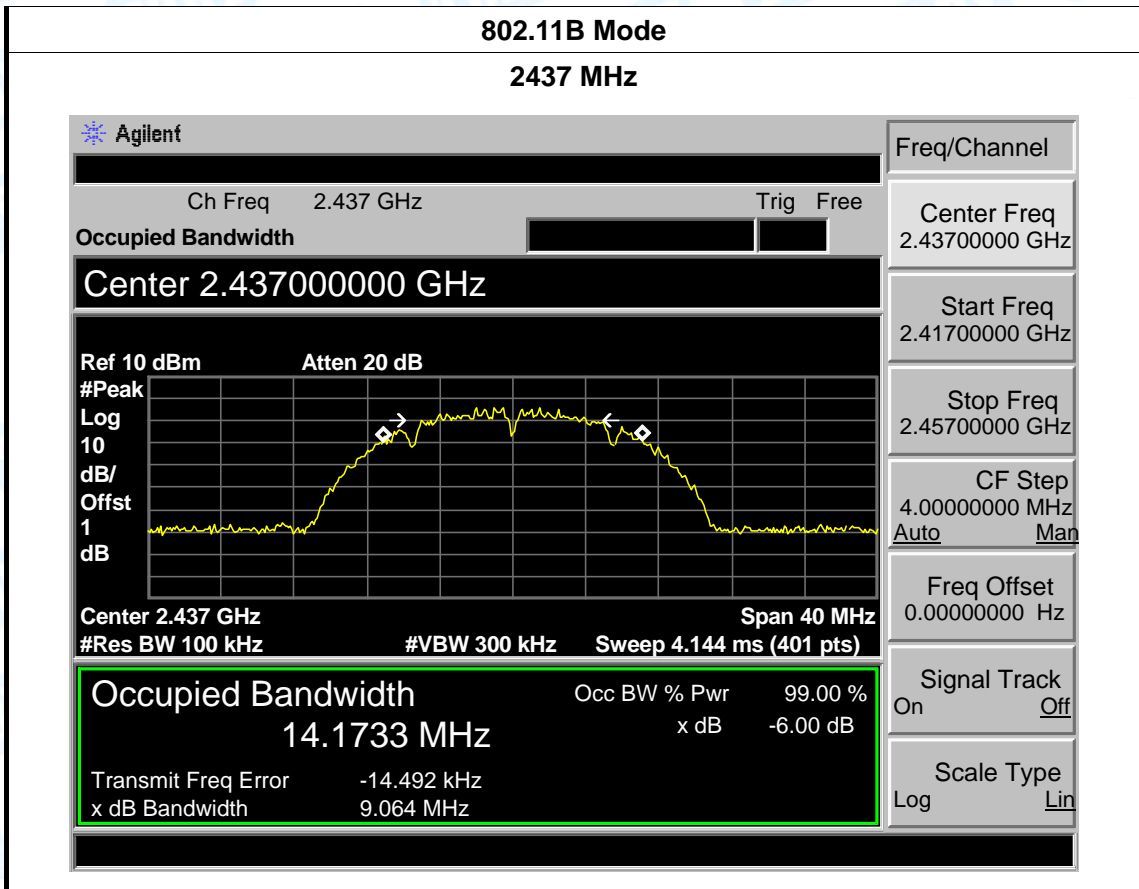 802.11B Mode
2437 MHz
Agilent
Freq/Channel
Ch Freq 2.437 GHz Trig Free
Occupied Bandwidth
Center 2.437000000 GHz
Ref 10 dBm Atten 20 dB
#Peak
Log
10
dB/
Offst
1
dB
Center 2.437 GHz Span 40 MHz
#Res BW 100 kHz #VBW 300 kHz Sweep 4.144 ms (401 pts)
Occupied Bandwidth Occ BW % Pwr 99.00 %
14.1733 MHz x dB -6.00 dB
Transmit Freq Error -14.492 kHz
x dB Bandwidth 9.064 MHz
Center Freq
2.43700000 GHz
Start Freq
2.41700000 GHz
Stop Freq
2.45700000 GHz
CF Step
4.00000000 MHz
Auto Man
Freq Offset
0.00000000 Hz
Signal Track
On Off
Scale Type
Log Lin